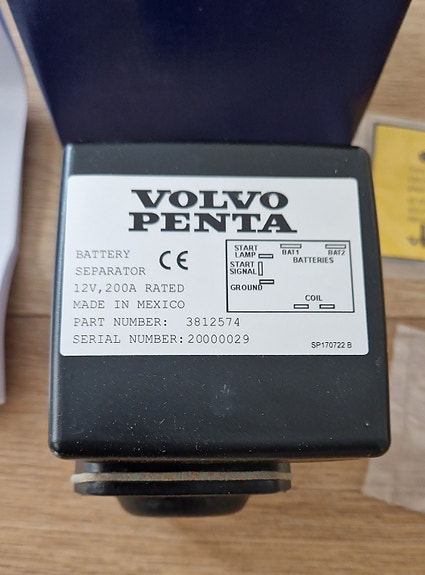 VOLVO
PENTA
BATTERY
SEPARATOR
CE
12V,200A RATED
MADE IN MEXICO
PART NUMBER: 3812574
SERIAL NUMBER:20000029
START
LAMP
BAT1
BAT2
BATTERIES
START
SIGNAL
GROUND
COIL
SP170722 B